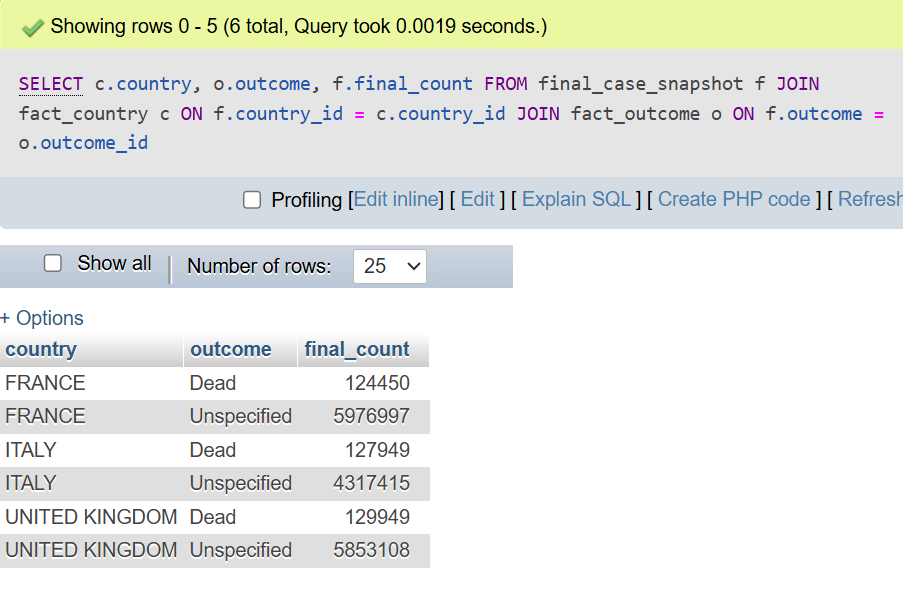 Showing rows 0 - 5 (6 total, Query took 0.0019 seconds.)
SELECT c.country, o.outcome, f.final_count FROM final_case_snapshot f JOIN
fact_country c ON f.country_id = c.country_id JOIN fact_outcome o ON f.outcome =
o.outcome_id
Profiling [Edit inline] [ Edit ] [ Explain SQL ] [ Create PHP code ] [ Refresh
Show all | Number of rows: 25
+ Options
country outcome final_count
FRANCE Dead 124450
FRANCE Unspecified 5976997
ITALY Dead 127949
ITALY Unspecified 4317415
UNITED KINGDOM Dead 129949
UNITED KINGDOM Unspecified 5853108